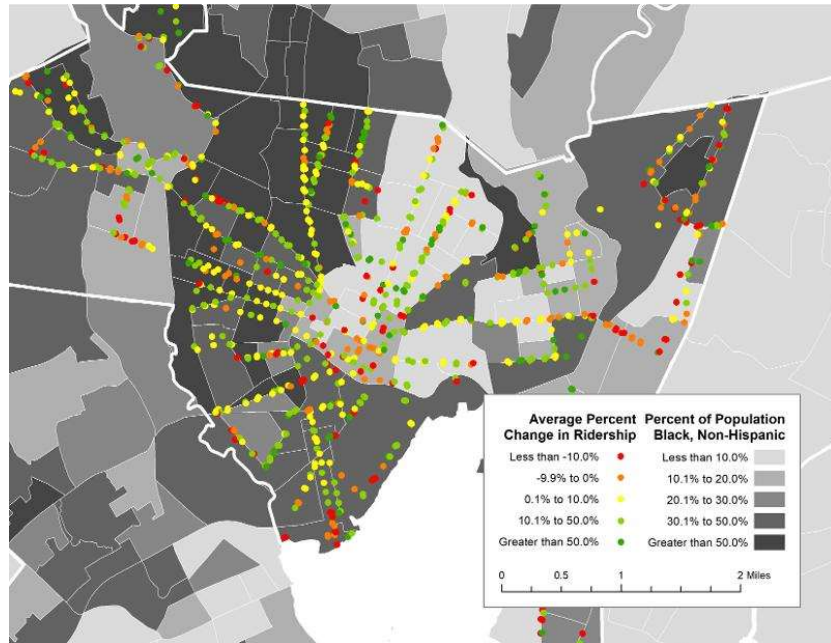 Average Percent Percent of Population
Change in Ridership Black, Non-Hispanic
Less than -10.0% Less than 10.0%
-9.9% to 0% 10.1% to 20.0%
0.1% to 10.0% 20.1% to 30.0%
10.1% to 50.0% 30.1% to 50.0%
Greater than 50.0% Greater than 50.0%
0 0.5 1 2 Miles